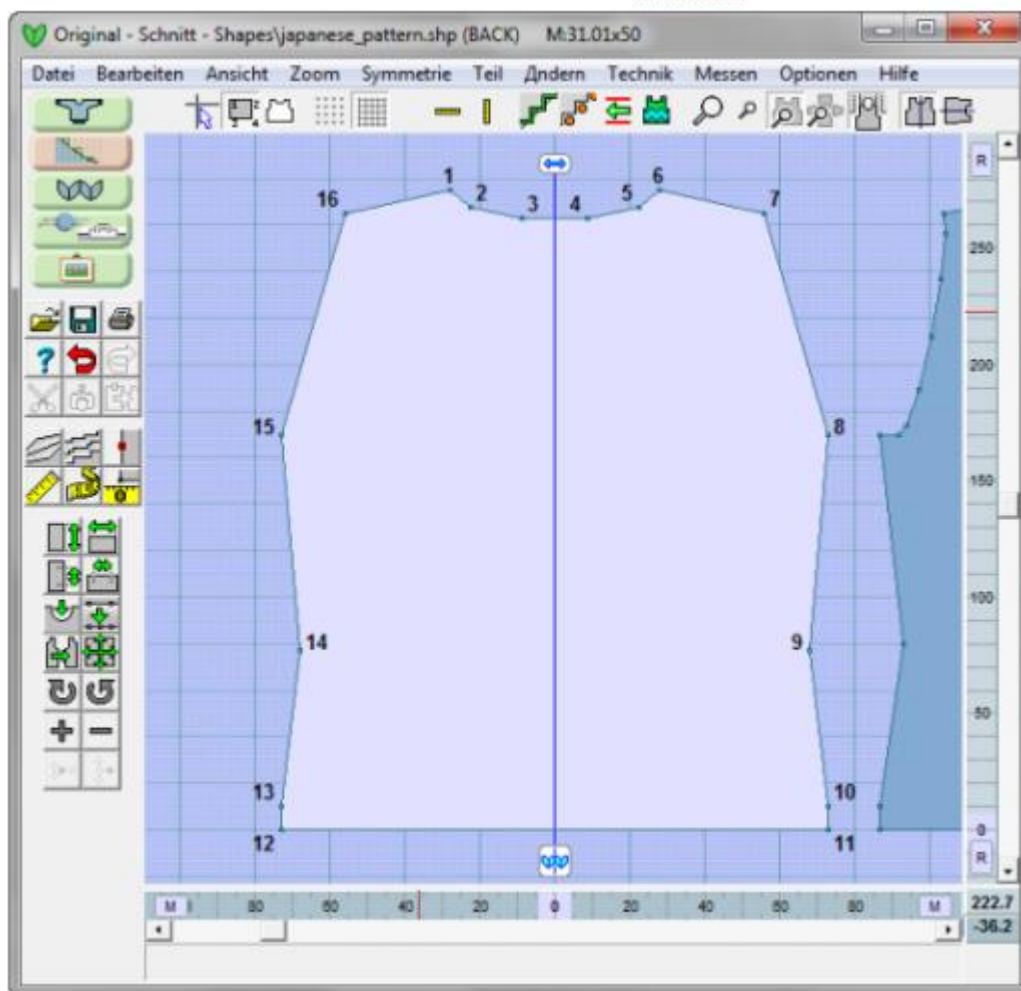 Original - Schnitt - Shapes\japanese_pattern.shp (BACK) M:31.01x50
Datei Bearbeiten Ansicht Zoom Symmetrie Teil Дndern Technik Messen Optionen Hilfe
R
1 6
16 2 3 4 5 7
250
200
15 8
150
100
14 9
50
13 10
0
12 11
R
M 80 60 40 20 0 20 40 60 80 M 222.7
-36.2